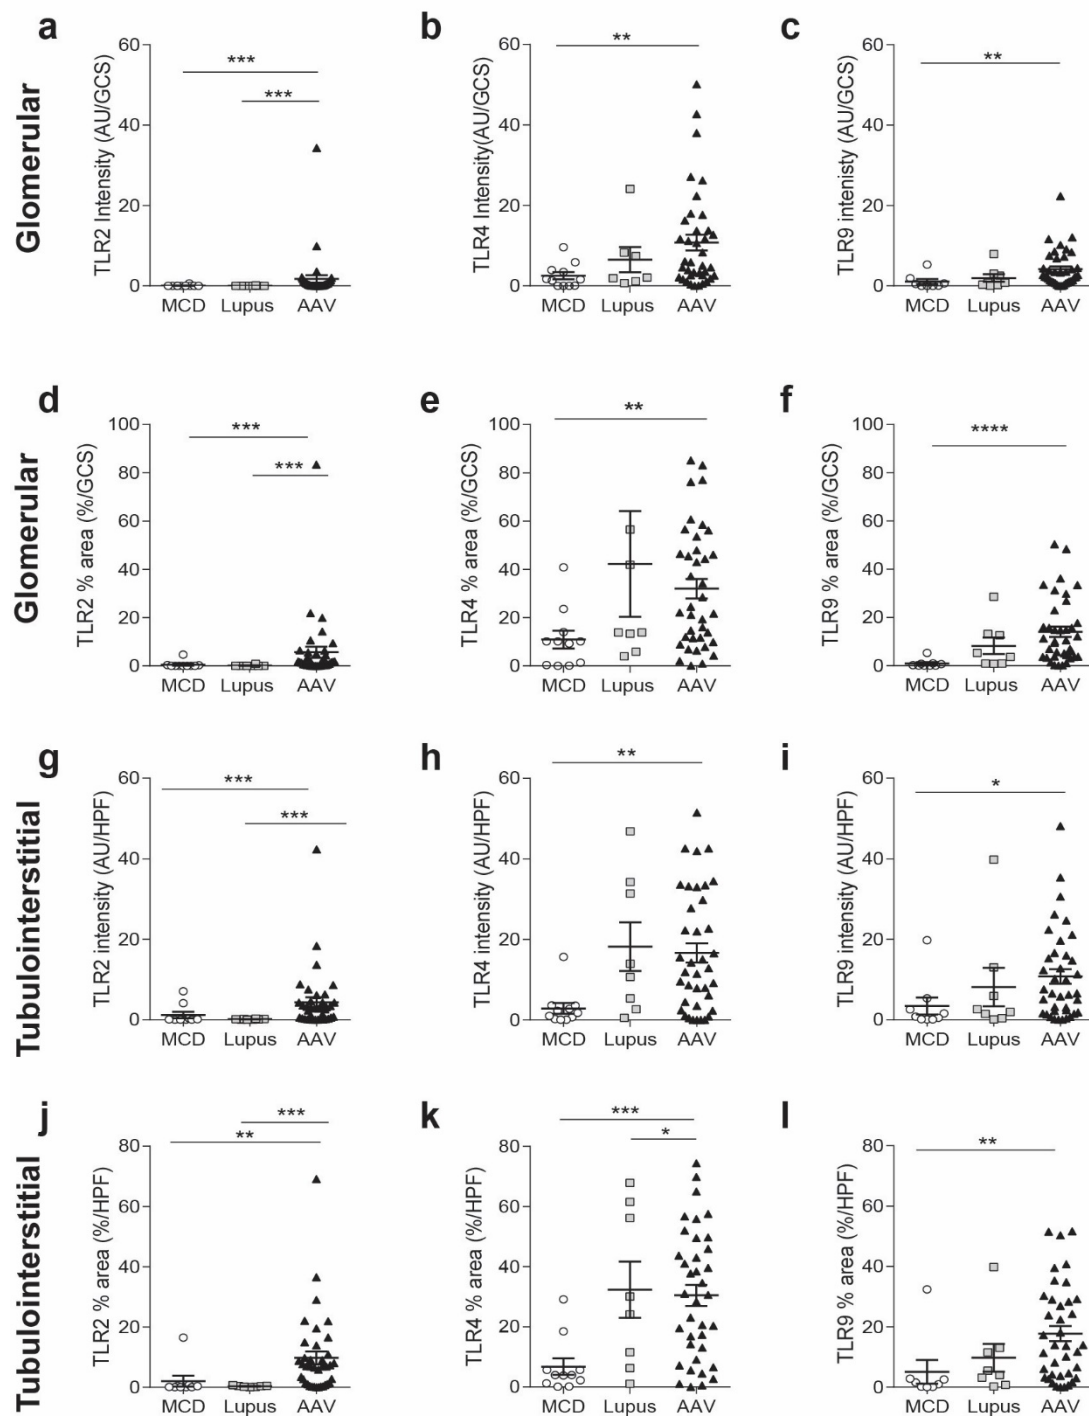 a
b
c
Glomerular
TLR2 Intensity (AU/GCS)
60
40
20
0
***
***
MCD Lupus AAV
TLR4 Intensity(AU/GCS)
60
40
20
0
**
MCD Lupus AAV
TLR9 intenisty (AU/GCS)
60
40
20
0
**
MCD Lupus AAV
d
e
f
Glomerular
TLR2 % area (%/GCS)
100
80
60
40
20
0
***
***
MCD Lupus AAV
TLR4 % area (%/GCS)
100
80
60
40
20
0
**
MCD Lupus AAV
TLR9 % area (%/GCS)
100
80
60
40
20
0
****
MCD Lupus AAV
g
h
i
Tubulointerstitial
TLR2 intensity (AU/HPF)
60
40
20
0
***
***
MCD Lupus AAV
TLR4 intensity (AU/HPF)
60
40
20
0
**
MCD Lupus AAV
TLR9 intensity (AU/HPF)
60
40
20
0
*
MCD Lupus AAV
j
k
l
Tubulointerstitial
TLR2 % area (%/HPF)
80
60
40
20
0
***
**
MCD Lupus AAV
TLR4 % area (%/HPF)
80
60
40
20
0
***
*
MCD Lupus AAV
TLR9 % area (%/HPF)
80
60
40
20
0
**
MCD Lupus AAV